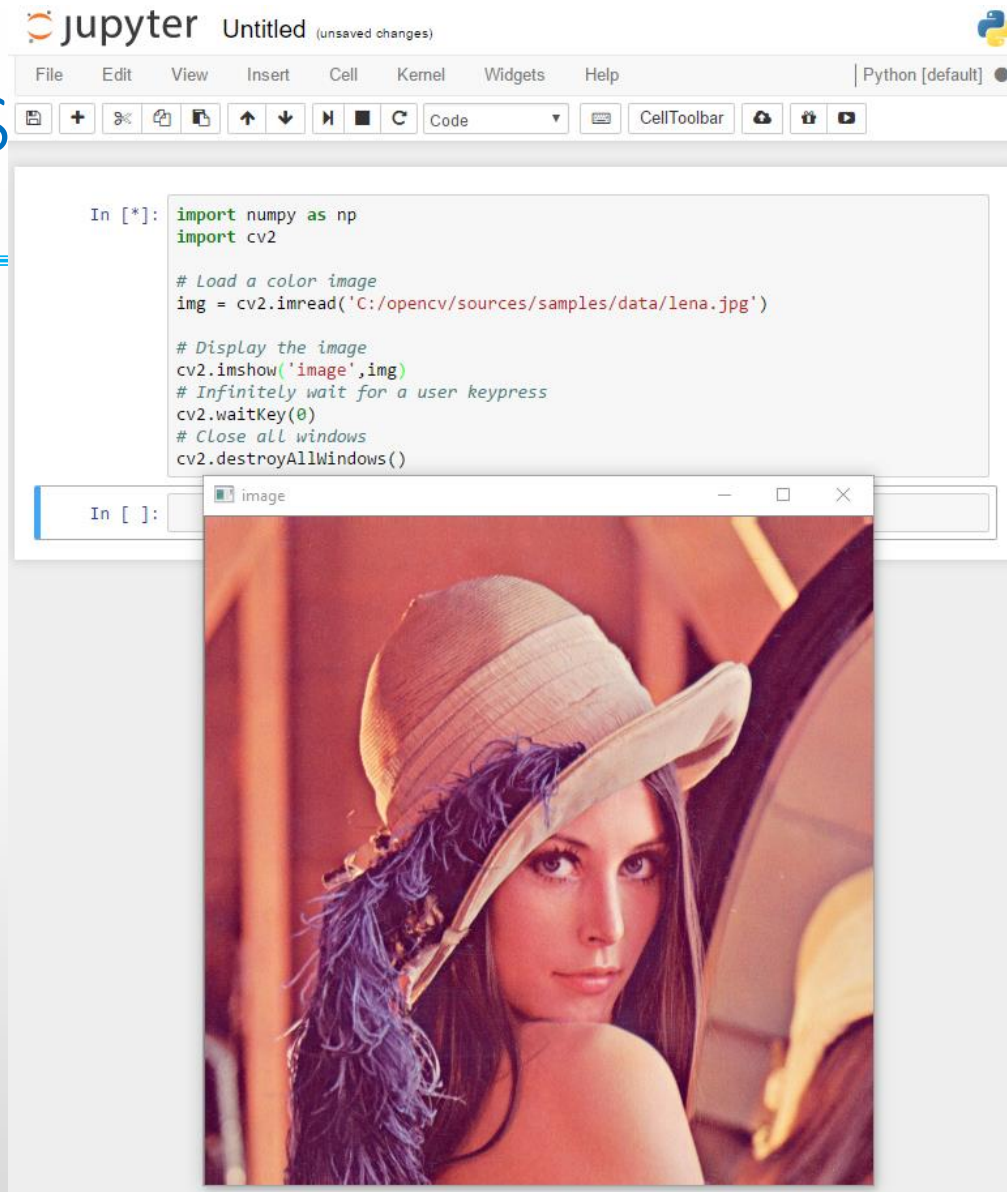 jupyter Untitled (unsaved changes)
File Edit View Insert Cell Kernel Widgets Help Python [default]
Code CellToolbar
In [*]: import numpy as np
import cv2
# Load a color image
img = cv2.imread('C:/opencv/sources/samples/data/lena.jpg')
# Display the image
cv2.imshow('image',img)
# Infinitely wait for a user keypress
cv2.waitKey(0)
# Close all windows
cv2.destroyAllWindows()
In [ ]:
image